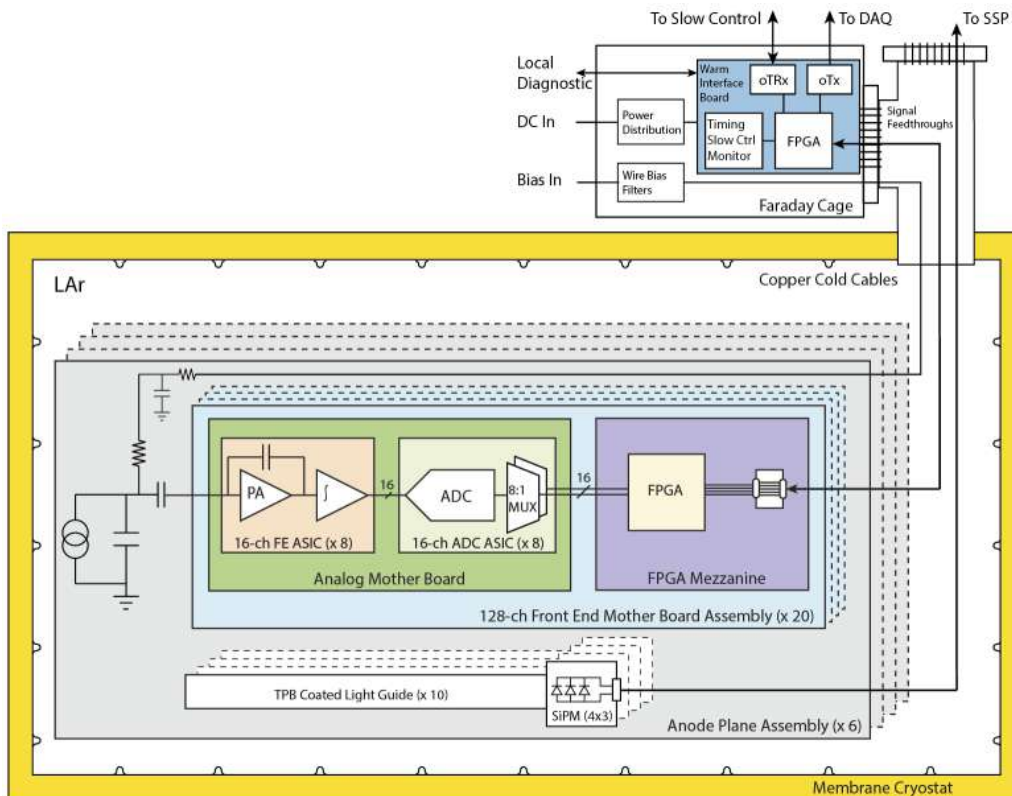 To Slow Control
To DAQ
To SSP
Local
Diagnostic
Warm
Interface
Board
oTRx
oTx
DC In
Power
Distribution
Timing
Slow Ctrl
Monitor
FPGA
Signal
Feedthroughs
Bias In
Wire Bias
Filters
Faraday Cage
LAr
Copper Cold Cables
PA
∫
16
ADC
8:1
MUX
16
FPGA
16-ch FE ASIC (x 8)
16-ch ADC ASIC (x 8)
Analog Mother Board
FPGA Mezzanine
128-ch Front End Mother Board Assembly (x 20)
TPB Coated Light Guide (x 10)
SiPM (4x3)
Anode Plane Assembly (x 6)
Membrane Cryostat